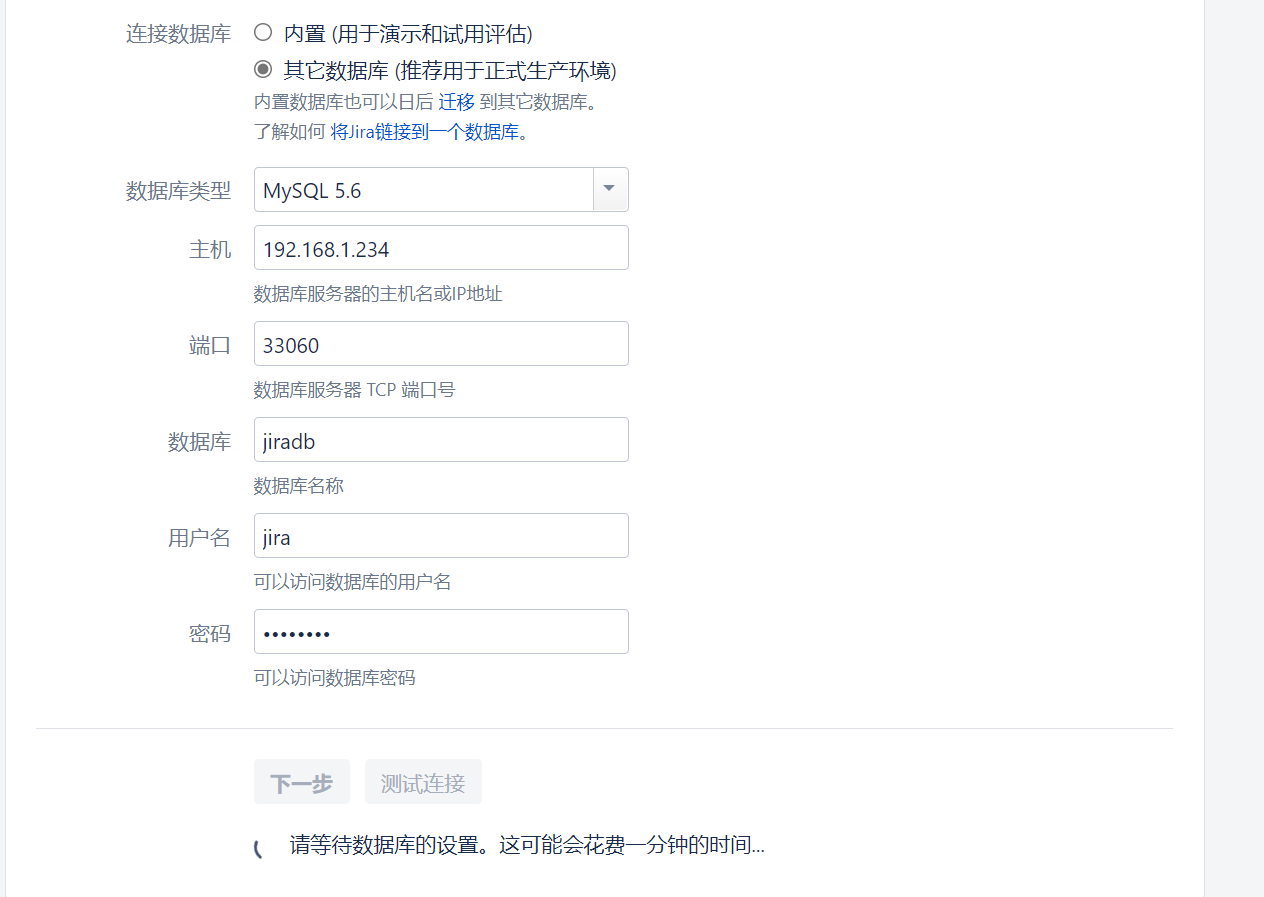 连接数据库 内置 (用于演示和试用评估)
其它数据库 (推荐用于正式生产环境)
内置数据库也可以日后 迁移 到其它数据库。
了解如何 将Jira链接到一个数据库。
数据库类型 MySQL 5.6
主机 192.168.1.234
数据库服务器的主机名或IP地址
端口 33060
数据库服务器 TCP 端口号
数据库 jiradb
数据库名称
用户名 jira
可以访问数据库的用户名
密码 ••••••••
可以访问数据库密码
下一步 测试连接
请等待数据库的设置。这可能会花费一分钟的时间...